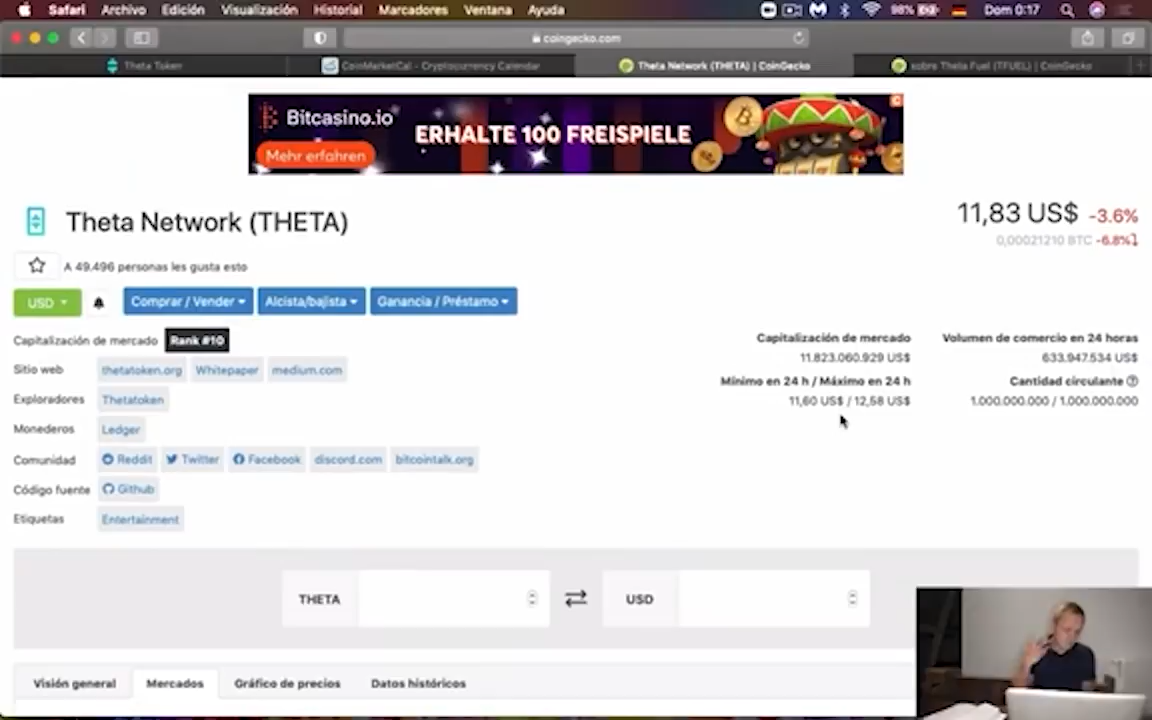 Safari Archivo Edición Visualización Historial Marcadores Ventana Ayuda 98% Dom 0:17
coingecko.com
Theta Token CoinMarketCal - Cryptocurrency Calendar Theta Network (THETA) | CoinGecko sobre Theta Fuel (TFUEL) | CoinGecko
Bitcasino.io
ERHALTE 100 FREISPIELE
Mehr erfahren
Theta Network (THETA)
11,83 US$ -3.6%
0,00021210 BTC -6.8%
A 49.496 personas les gusta esto
USD Comprar / Vender Alcista/bajista Ganancia / Préstamo
Capitalización de mercado Rank #10
Sitio web thetatoken.org Whitepaper medium.com
Exploradores Thetatoken
Monederos Ledger
Comunidad Reddit Twitter Facebook discord.com bitcointalk.org
Código fuente Github
Etiquetas Entertainment
Capitalización de mercado Volumen de comercio en 24 horas
11.823.060.929 US$ 633.947.534 US$
Mínimo en 24 h / Máximo en 24 h Cantidad circulante
11,60 US$ / 12,58 US$ 1.000.000.000 / 1.000.000.000
THETA USD
Visión general Mercados Gráfico de precios Datos históricos